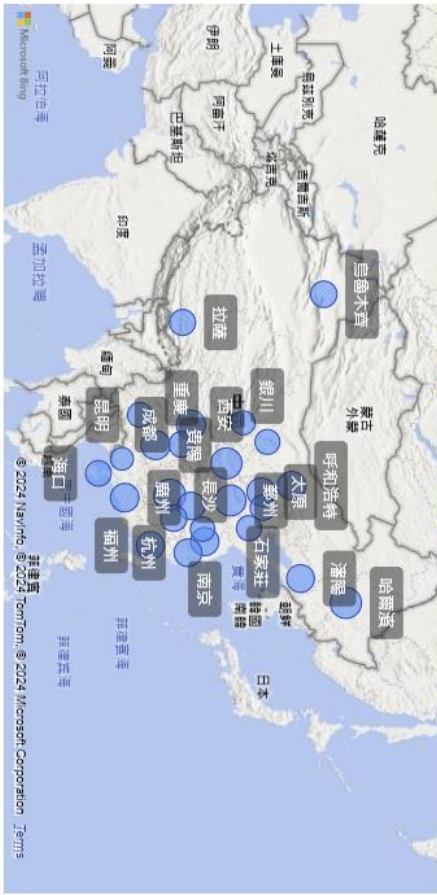 哈薩克
烏茲別克
吉爾吉斯
土庫曼
塔吉克
伊朗
阿富汗
巴基斯坦
阿曼
阿拉伯海
印度
孟加拉灣
緬甸
泰國
蒙古
外蒙
烏魯木齊
拉薩
銀川
西安
重慶
成都
貴陽
昆明
海口
呼和浩特
太原
鄭州
長沙
廣州
石家莊
南京
杭州
福州
哈爾濱
瀋陽
朝鮮
韓國
南韓
日本
黃海
菲律賓海
菲律賓海
菲律賓
Microsoft Bing
© 2024 NavInfo, © 2024 TomTom, © 2024 Microsoft Corporation Terms